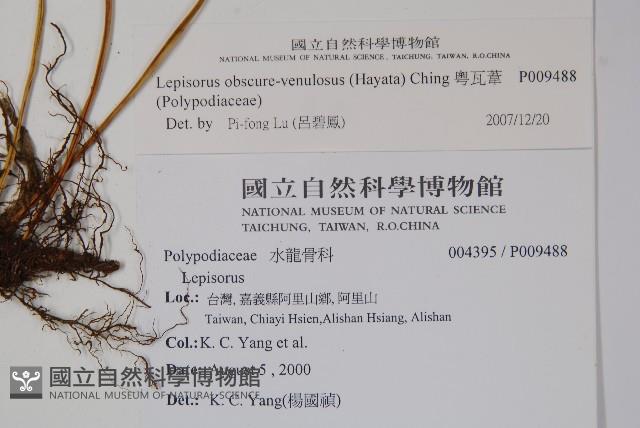 國立自然科學博物館
NATIONAL MUSEUM OF NATURAL SCIENCE, TAICHUNG, TAIWAN, R.O.CHINA
Lepisorus obscure-venulosus (Hayata) Ching 粵瓦葦 P009488
(Polypodiaceae)
Det. by Pi-fong Lu (呂碧鳳) 2007/12/20
國立自然科學博物館
NATIONAL MUSEUM OF NATURAL SCIENCE
TAICHUNG, TAIWAN, R.O.CHINA
Polypodiaceae 水龍骨科 004395 / P009488
Lepisorus
Loc.: 台灣, 嘉義縣阿里山鄉, 阿里山
Taiwan, Chiayi Hsien,Alishan Hsiang, Alishan
Col.: K. C. Yang et al.
Date: August 5 , 2000
國立自然科學博物館
NATIONAL MUSEUM OF NATURAL SCIENCE
Det.: K. C. Yang(楊國禎)